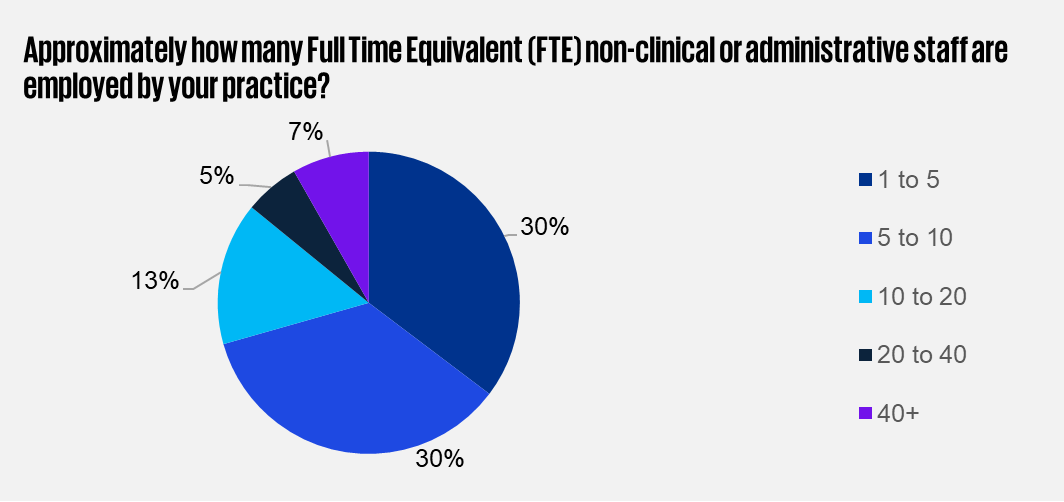 Approximately how many Full Time Equivalent (FTE) non-clinical or administrative staff are
employed by your practice?
7%
5%
30%
13%
30%
1 to 5
5 to 10
10 to 20
20 to 40
40+